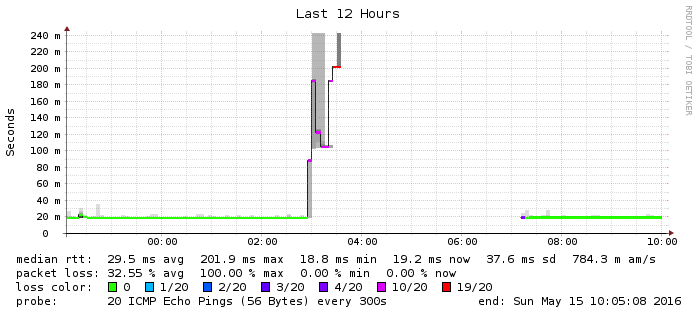 Last 12 Hours
RRDTOOL / TOBI OETIKER
Seconds
240 m
220 m
200 m
180 m
160 m
140 m
120 m
100 m
80 m
60 m
40 m
20 m
0
00:00 02:00 04:00 06:00 08:00 10:00
median rtt: 29.5 ms avg 201.9 ms max 18.8 ms min 19.2 ms now 37.6 ms sd 784.3 m am/s
packet loss: 32.55 % avg 100.00 % max 0.00 % min 0.00 % now
loss color: 0 1/20 2/20 3/20 4/20 10/20 19/20
probe: 20 ICMP Echo Pings (56 Bytes) every 300s end: Sun May 15 10:05:08 2016